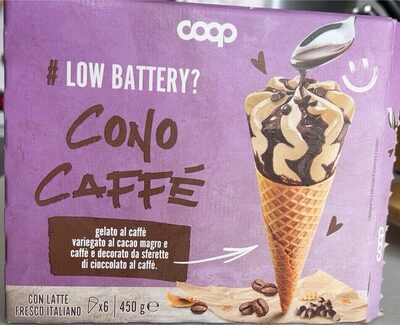 coop
# LOW BATTERY?
CONO
CAFFÉ
gelato al caffè
variegato al cacao magro e
caffè e decorato da sferette
di cioccolato al caffè.
CON LATTE
FRESCO ITALIANO
x6
450 g e
coop